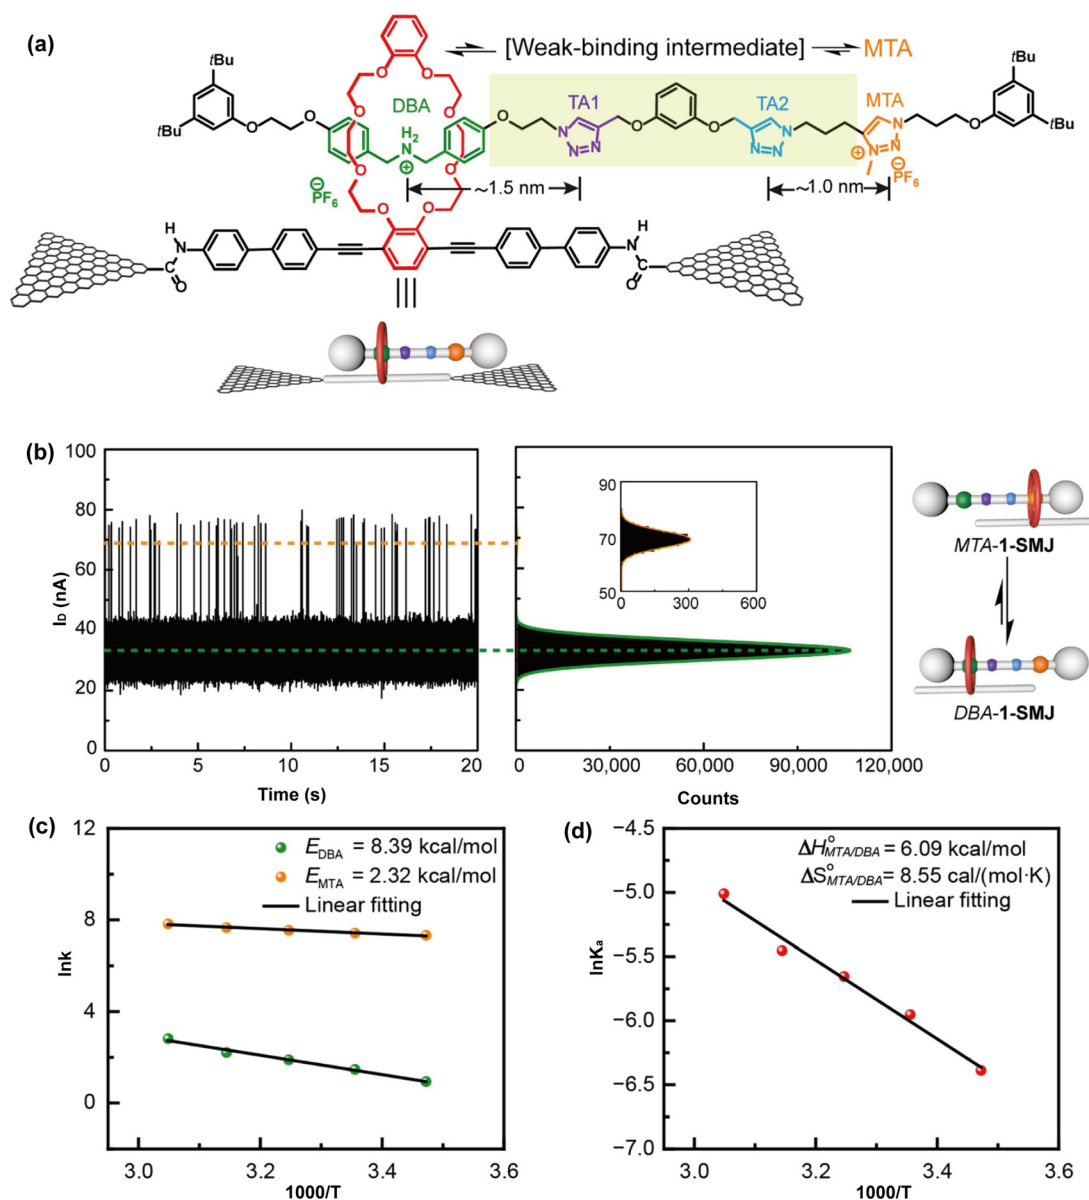 (a)
[Weak-binding intermediate]
MTA
tBu
tBu
O
O
O
O
O
O
O
O
DBA
NH2
⊕
⊖
PF6
O
O
TA1
N
N=N
O
O
TA2
N
N=N
MTA
N
N
N
⊕
⊖
PF6
O
tBu
tBu
~1.5 nm
~1.0 nm
H
N
C
O
H
N
C
O
(b)
100
80
60
40
20
0
ID (nA)
0
5
10
15
20
Time (s)
90
70
50
0
300
600
0
30,000
60,000
90,000
120,000
Counts
MTA-1-SMJ
DBA-1-SMJ
(c)
12
8
4
0
lnk
EDBA = 8.39 kcal/mol
EMTA = 2.32 kcal/mol
Linear fitting
3.0
3.2
3.4
3.6
1000/T
(d)
−4.5
−5.0
−5.5
−6.0
−6.5
−7.0
lnKa
ΔH°MTA/DBA = 6.09 kcal/mol
ΔS°MTA/DBA = 8.55 cal/(mol·K)
Linear fitting
3.0
3.2
3.4
3.6
1000/T